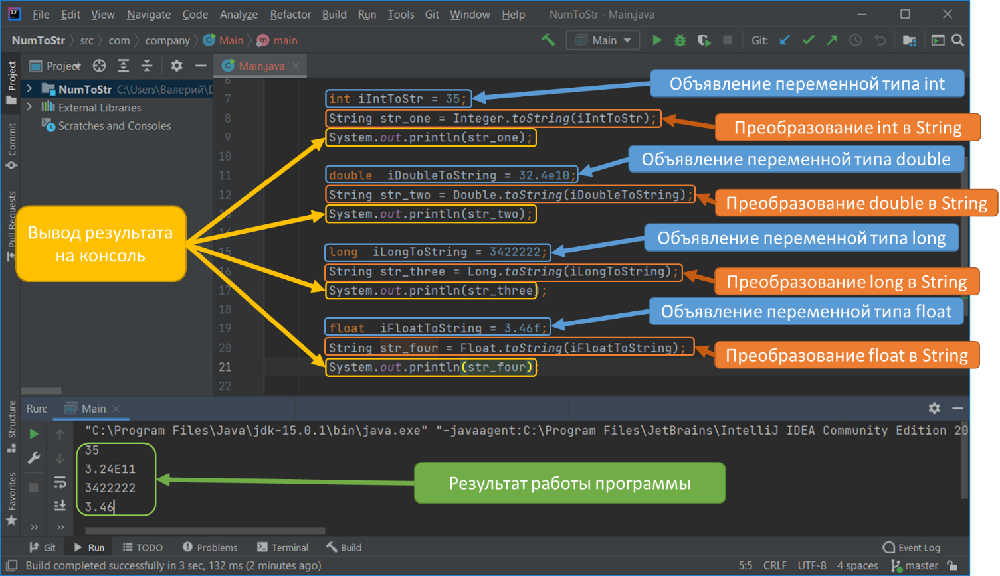 File Edit View Navigate Code Analyze Refactor Build Run Tools Git Window Help NumToStr - Main.java
NumToStr src com company Main main Main Git:
Project Main.java
NumToStr C:\Users\Валерий\D
External Libraries
Scratches and Consoles
Project
Commit
Pull Requests
Structure
Favorites
6
7 int iIntToStr = 35;
8 String str_one = Integer.toString(iIntToStr);
9 System.out.println(str_one);
10
11 double iDoubleToString = 32.4e10;
12 String str_two = Double.toString(iDoubleToString);
13 System.out.println(str_two);
14
15 long iLongToString = 3422222;
16 String str_three = Long.toString(iLongToString);
17 System.out.println(str_three);
18
19 float iFloatToString = 3.46f;
20 String str_four = Float.toString(iFloatToString);
21 System.out.println(str_four);
22
Объявление переменной типа int
Преобразование int в String
Объявление переменной типа double
Преобразование double в String
Объявление переменной типа long
Преобразование long в String
Объявление переменной типа float
Преобразование float в String
Вывод результата
на консоль
Run: Main
"C:\Program Files\Java\jdk-15.0.1\bin\java.exe" "-javaagent:C:\Program Files\JetBrains\IntelliJ IDEA Community Edition 20
35
3.24E11
3422222
3.46
Результат работы программы
Git Run TODO Problems Terminal Build Event Log
Build completed successfully in 3 sec, 132 ms (2 minutes ago) 5:5 CRLF UTF-8 4 spaces master